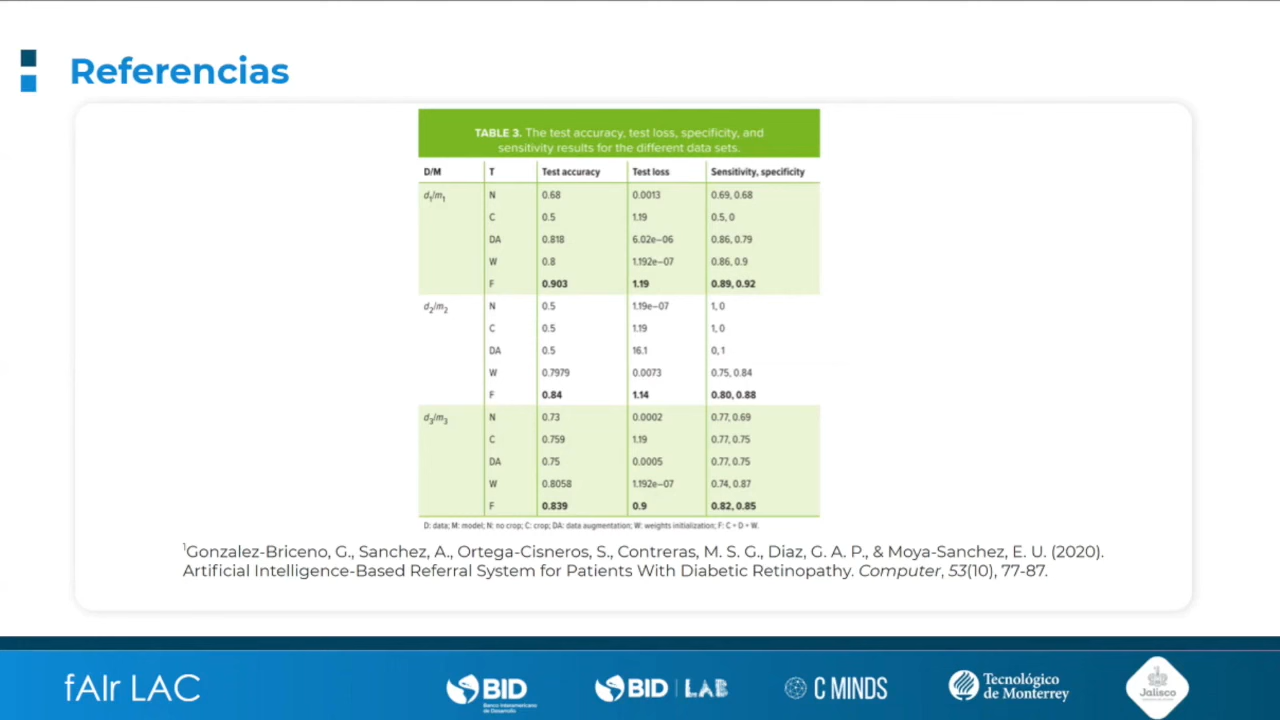 Referencias
TABLE 3. The test accuracy, test loss, specificity, and
sensitivity results for the different data sets.
D/M T Test accuracy Test loss Sensitivity, specificity
d1/m1 N 0.68 0.0013 0.69, 0.68
C 0.5 1.19 0.5, 0
DA 0.818 6.02e−06 0.86, 0.79
W 0.8 1.192e−07 0.86, 0.9
F 0.903 1.19 0.89, 0.92
d2/m2 N 0.5 1.19e−07 1, 0
C 0.5 1.19 1, 0
DA 0.5 16.1 0, 1
W 0.7979 0.0073 0.75, 0.84
F 0.84 1.14 0.80, 0.88
d3/m3 N 0.73 0.0002 0.77, 0.69
C 0.759 1.19 0.77, 0.75
DA 0.75 0.0005 0.77, 0.75
W 0.8058 1.192e−07 0.74, 0.87
F 0.839 0.9 0.82, 0.85
D: data; M: model; N: no crop; C: crop; DA: data augmentation; W: weights initialization; F: C + D + W.
1Gonzalez-Briceno, G., Sanchez, A., Ortega-Cisneros, S., Contreras, M. S. G., Diaz, G. A. P., & Moya-Sanchez, E. U. (2020).
Artificial Intelligence-Based Referral System for Patients With Diabetic Retinopathy. Computer, 53(10), 77-87.
fAIr LAC
BID
Banco Interamericano
de Desarrollo
BID | LAB
C MINDS
Tecnológico
de Monterrey
Jalisco